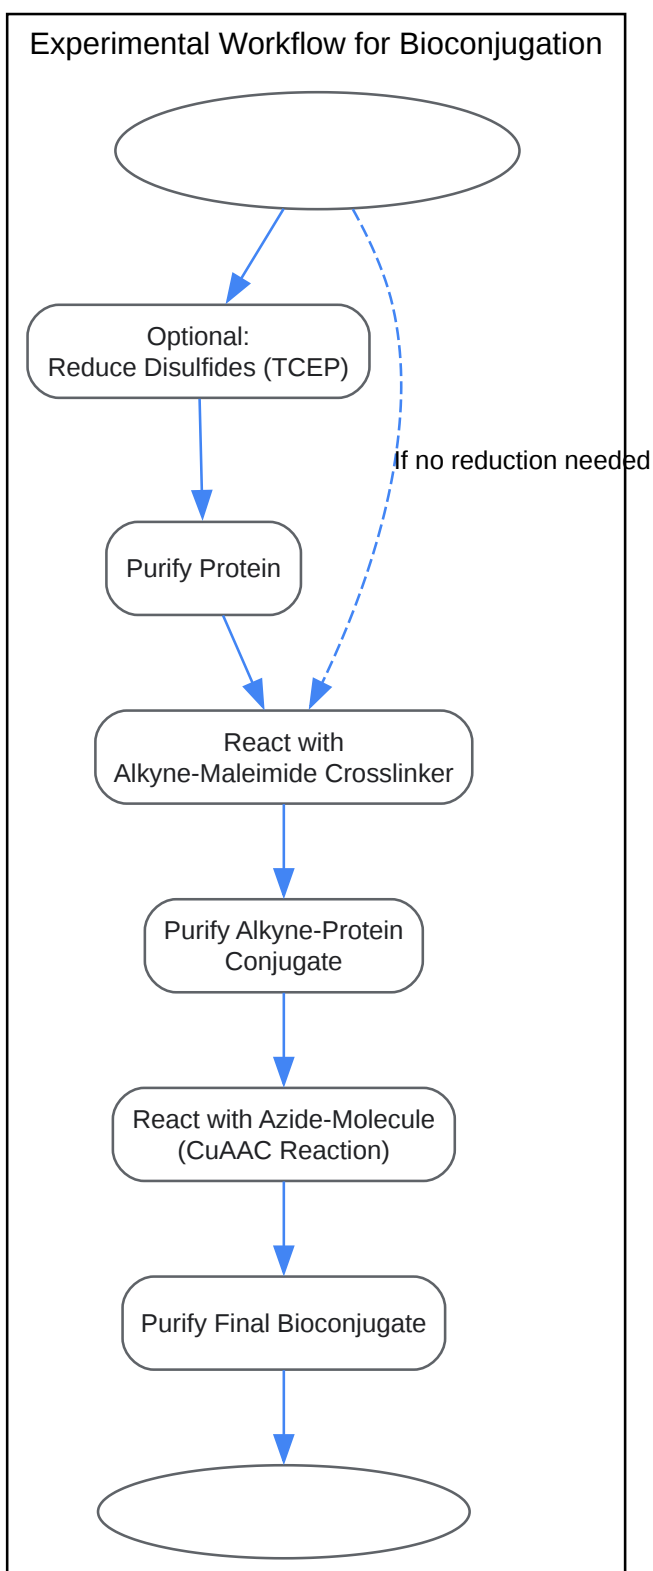 Experimental Workflow for Bioconjugation
Optional:
Reduce Disulfides (TCEP)
If no reduction needed
Purify Protein
React with
Alkyne-Maleimide Crosslinker
Purify Alkyne-Protein
Conjugate
React with Azide-Molecule
(CuAAC Reaction)
Purify Final Bioconjugate